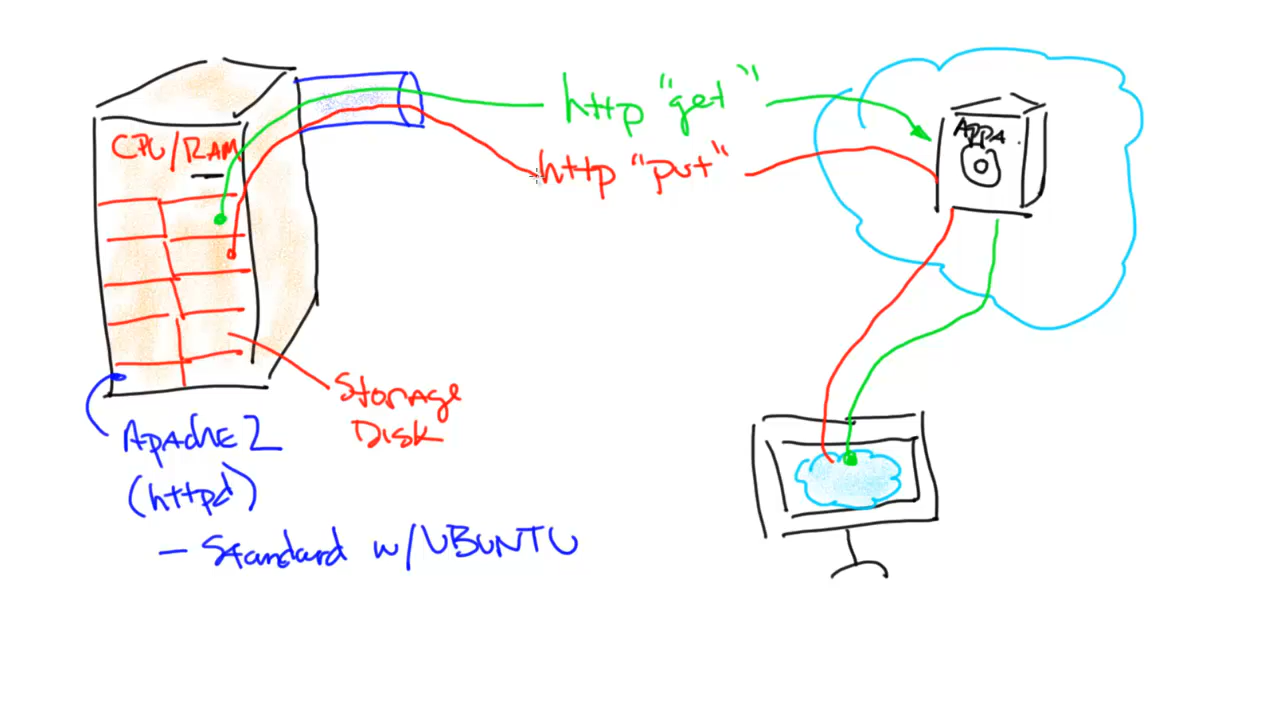 http "get"
CPU/RAM
APPA
http "put"
Storage
Disk
Apache 2
(httpd)
- Standard w/UBUNTU